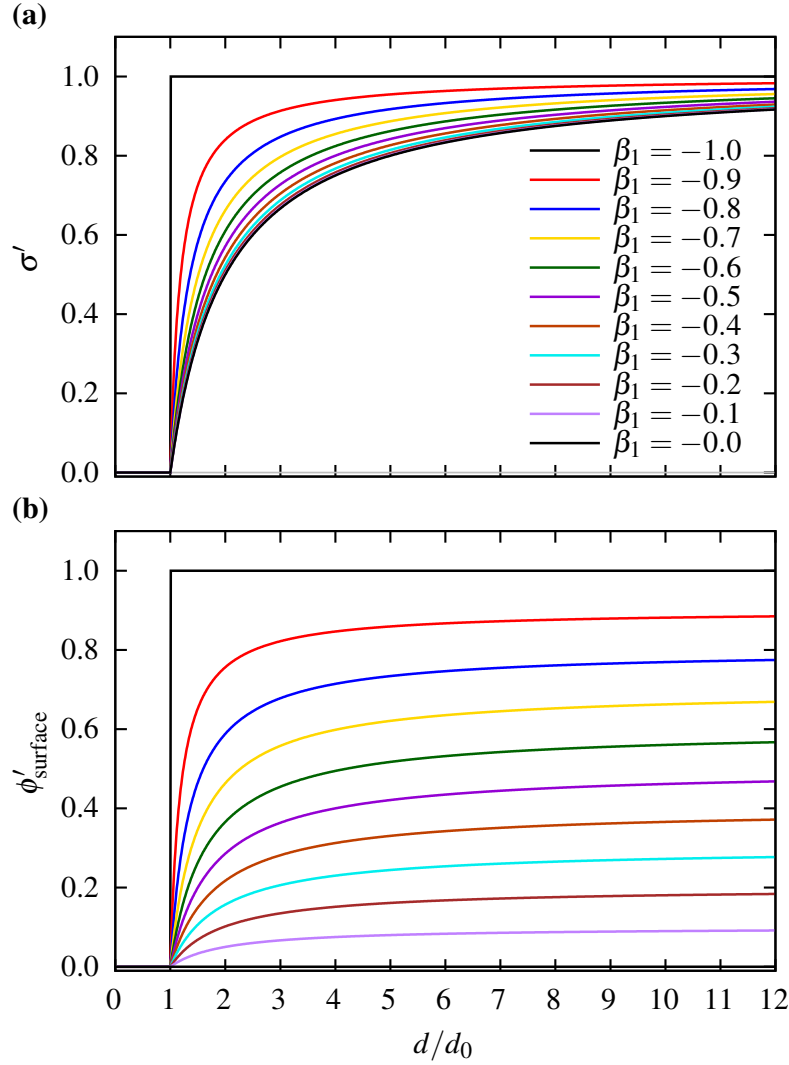 (a)
1.0
0.8
0.6
0.4
0.2
0.0
σ′
β₁ = −1.0
β₁ = −0.9
β₁ = −0.8
β₁ = −0.7
β₁ = −0.6
β₁ = −0.5
β₁ = −0.4
β₁ = −0.3
β₁ = −0.2
β₁ = −0.1
β₁ = −0.0
(b)
1.0
0.8
0.6
0.4
0.2
0.0
ϕ′surface
0 1 2 3 4 5 6 7 8 9 10 11 12
d/d₀